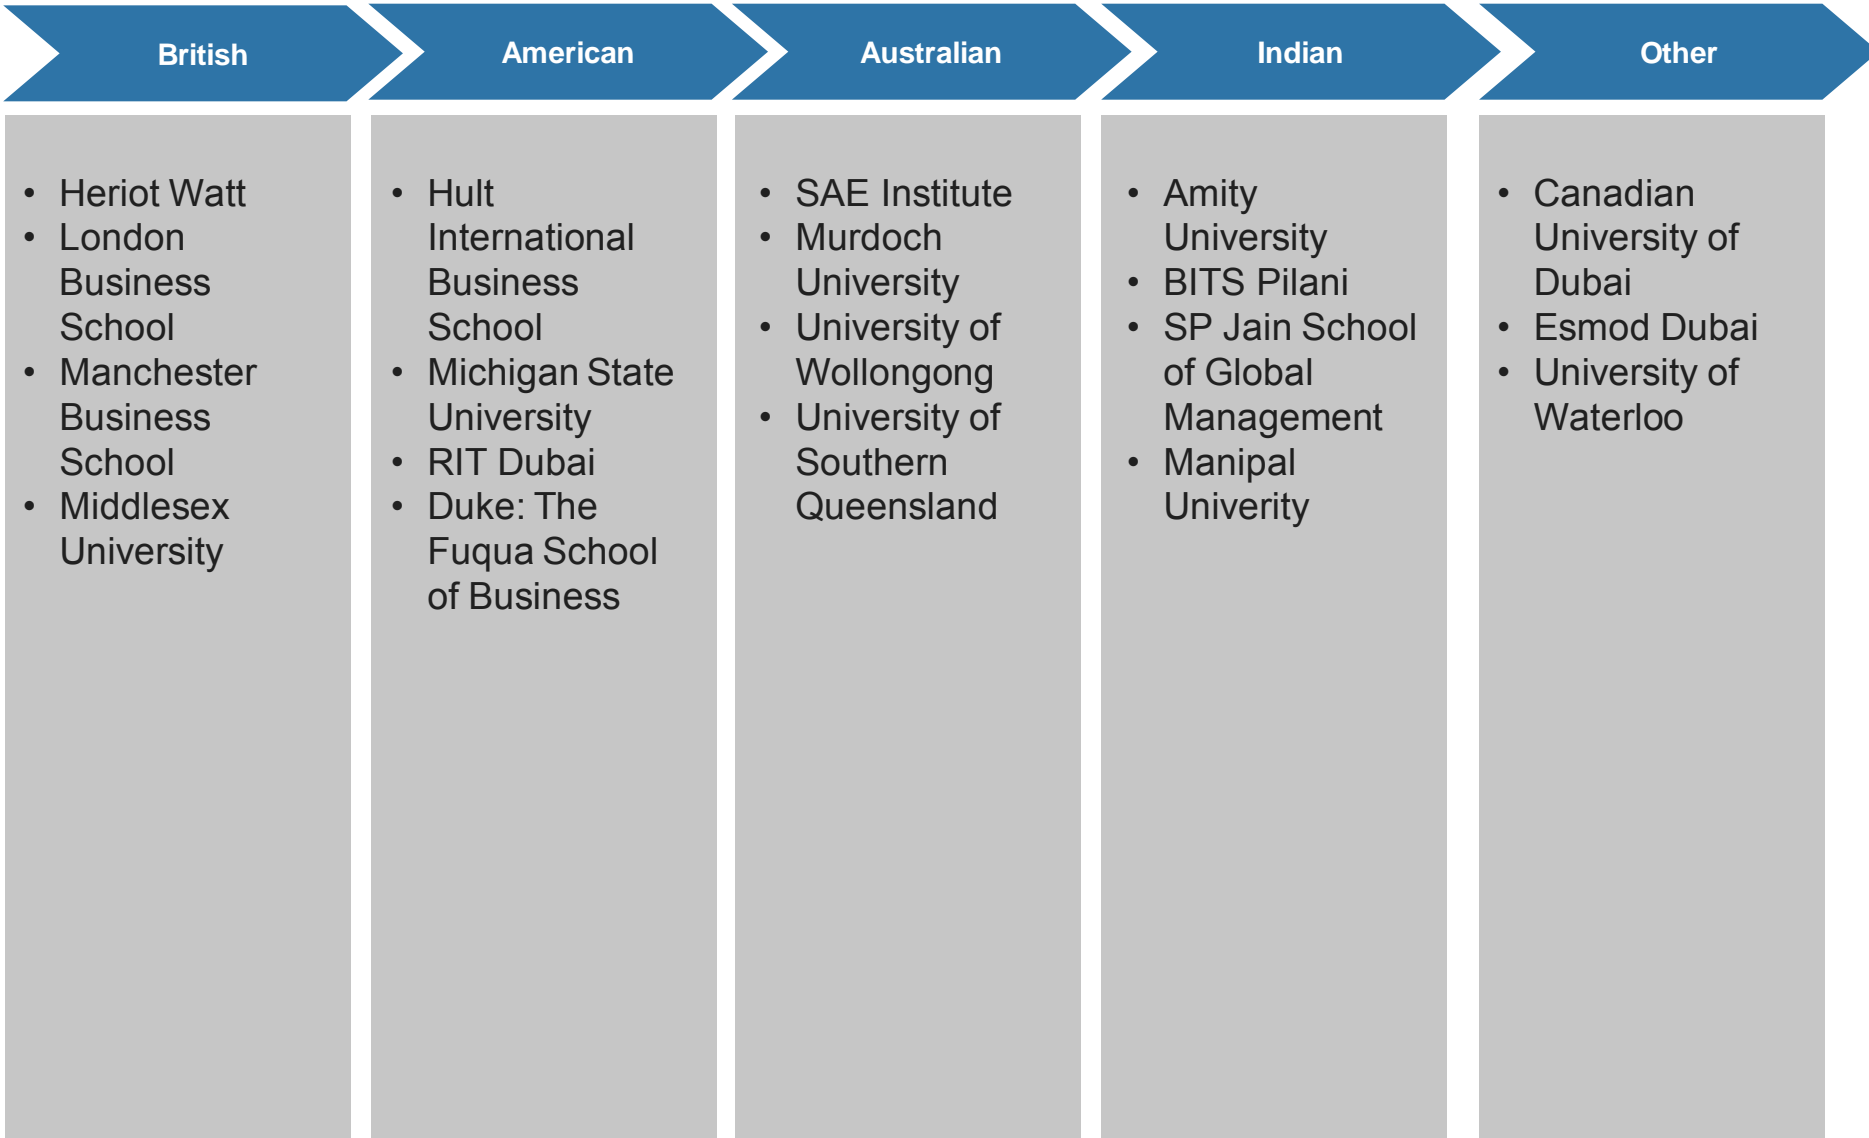 British
American
Australian
Indian
Other
• Heriot Watt
• London
Business
School
• Manchester
Business
School
• Middlesex
University
• Hult
International
Business
School
• Michigan State
University
• RIT Dubai
• Duke: The
Fuqua School
of Business
• SAE Institute
• Murdoch
University
• University of
Wollongong
• University of
Southern
Queensland
• Amity
University
• BITS Pilani
• SP Jain School
of Global
Management
• Manipal
Univerity
• Canadian
University of
Dubai
• Esmod Dubai
• University of
Waterloo